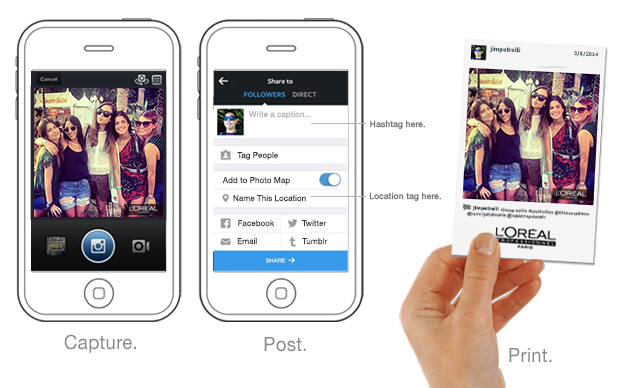 Cancel
L'ORÉAL
Capture.
Share to
FOLLOWERS DIRECT
Write a caption...
Tag People
Add to Photo Map
Name This Location
Facebook Twitter
Email Tumblr
SHARE
Post.
Hashtag here.
Location tag here.
jimpetrelli
5/6/2014
L'ORÉAL
jimpetrelli
L'ORÉAL
PROFESSIONNEL
PARIS
Print.